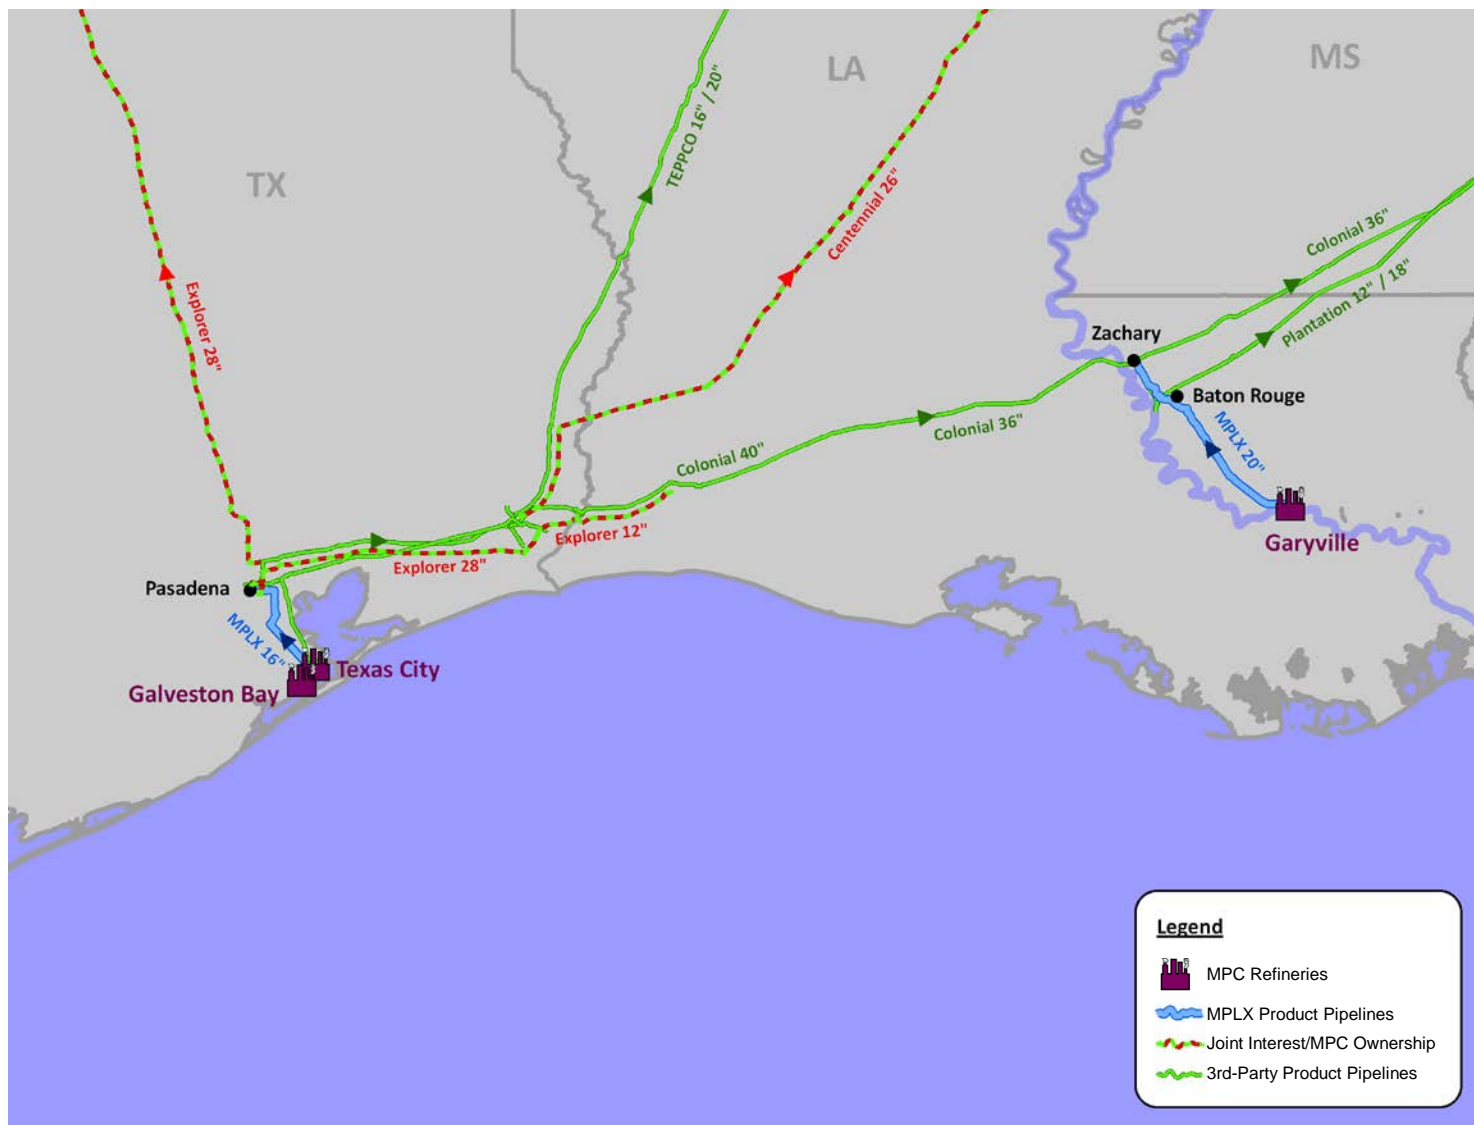 LA
MS
TX
TEPPCO 16" / 20"
Centennial 26"
Colonial 36"
Plantation 12" / 18"
Explorer 28"
Zachary
Baton Rouge
MPLX 20"
Colonial 36"
Colonial 40"
Garyville
Explorer 12"
Explorer 28"
Pasadena
MPLX 16"
Texas City
Galveston Bay
Legend
MPC Refineries
MPLX Product Pipelines
Joint Interest/MPC Ownership
3rd-Party Product Pipelines